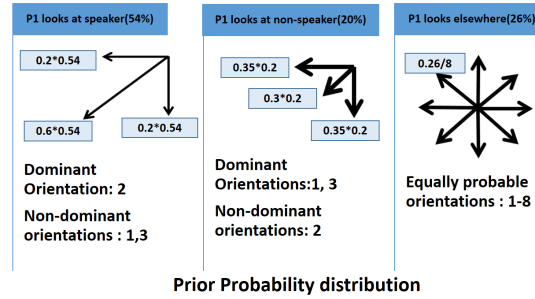 P1 looks at speaker(54%)
0.2*0.54
0.6*0.54
0.2*0.54
Dominant
Orientation: 2
Non-dominant
orientations : 1,3
P1 looks at non-speaker(20%)
0.35*0.2
0.3*0.2
0.35*0.2
Dominant
Orientations:1, 3
Non-dominant
orientations: 2
P1 looks elsewhere(26%)
0.26/8
Equally probable
orientations : 1-8
Prior Probability distribution